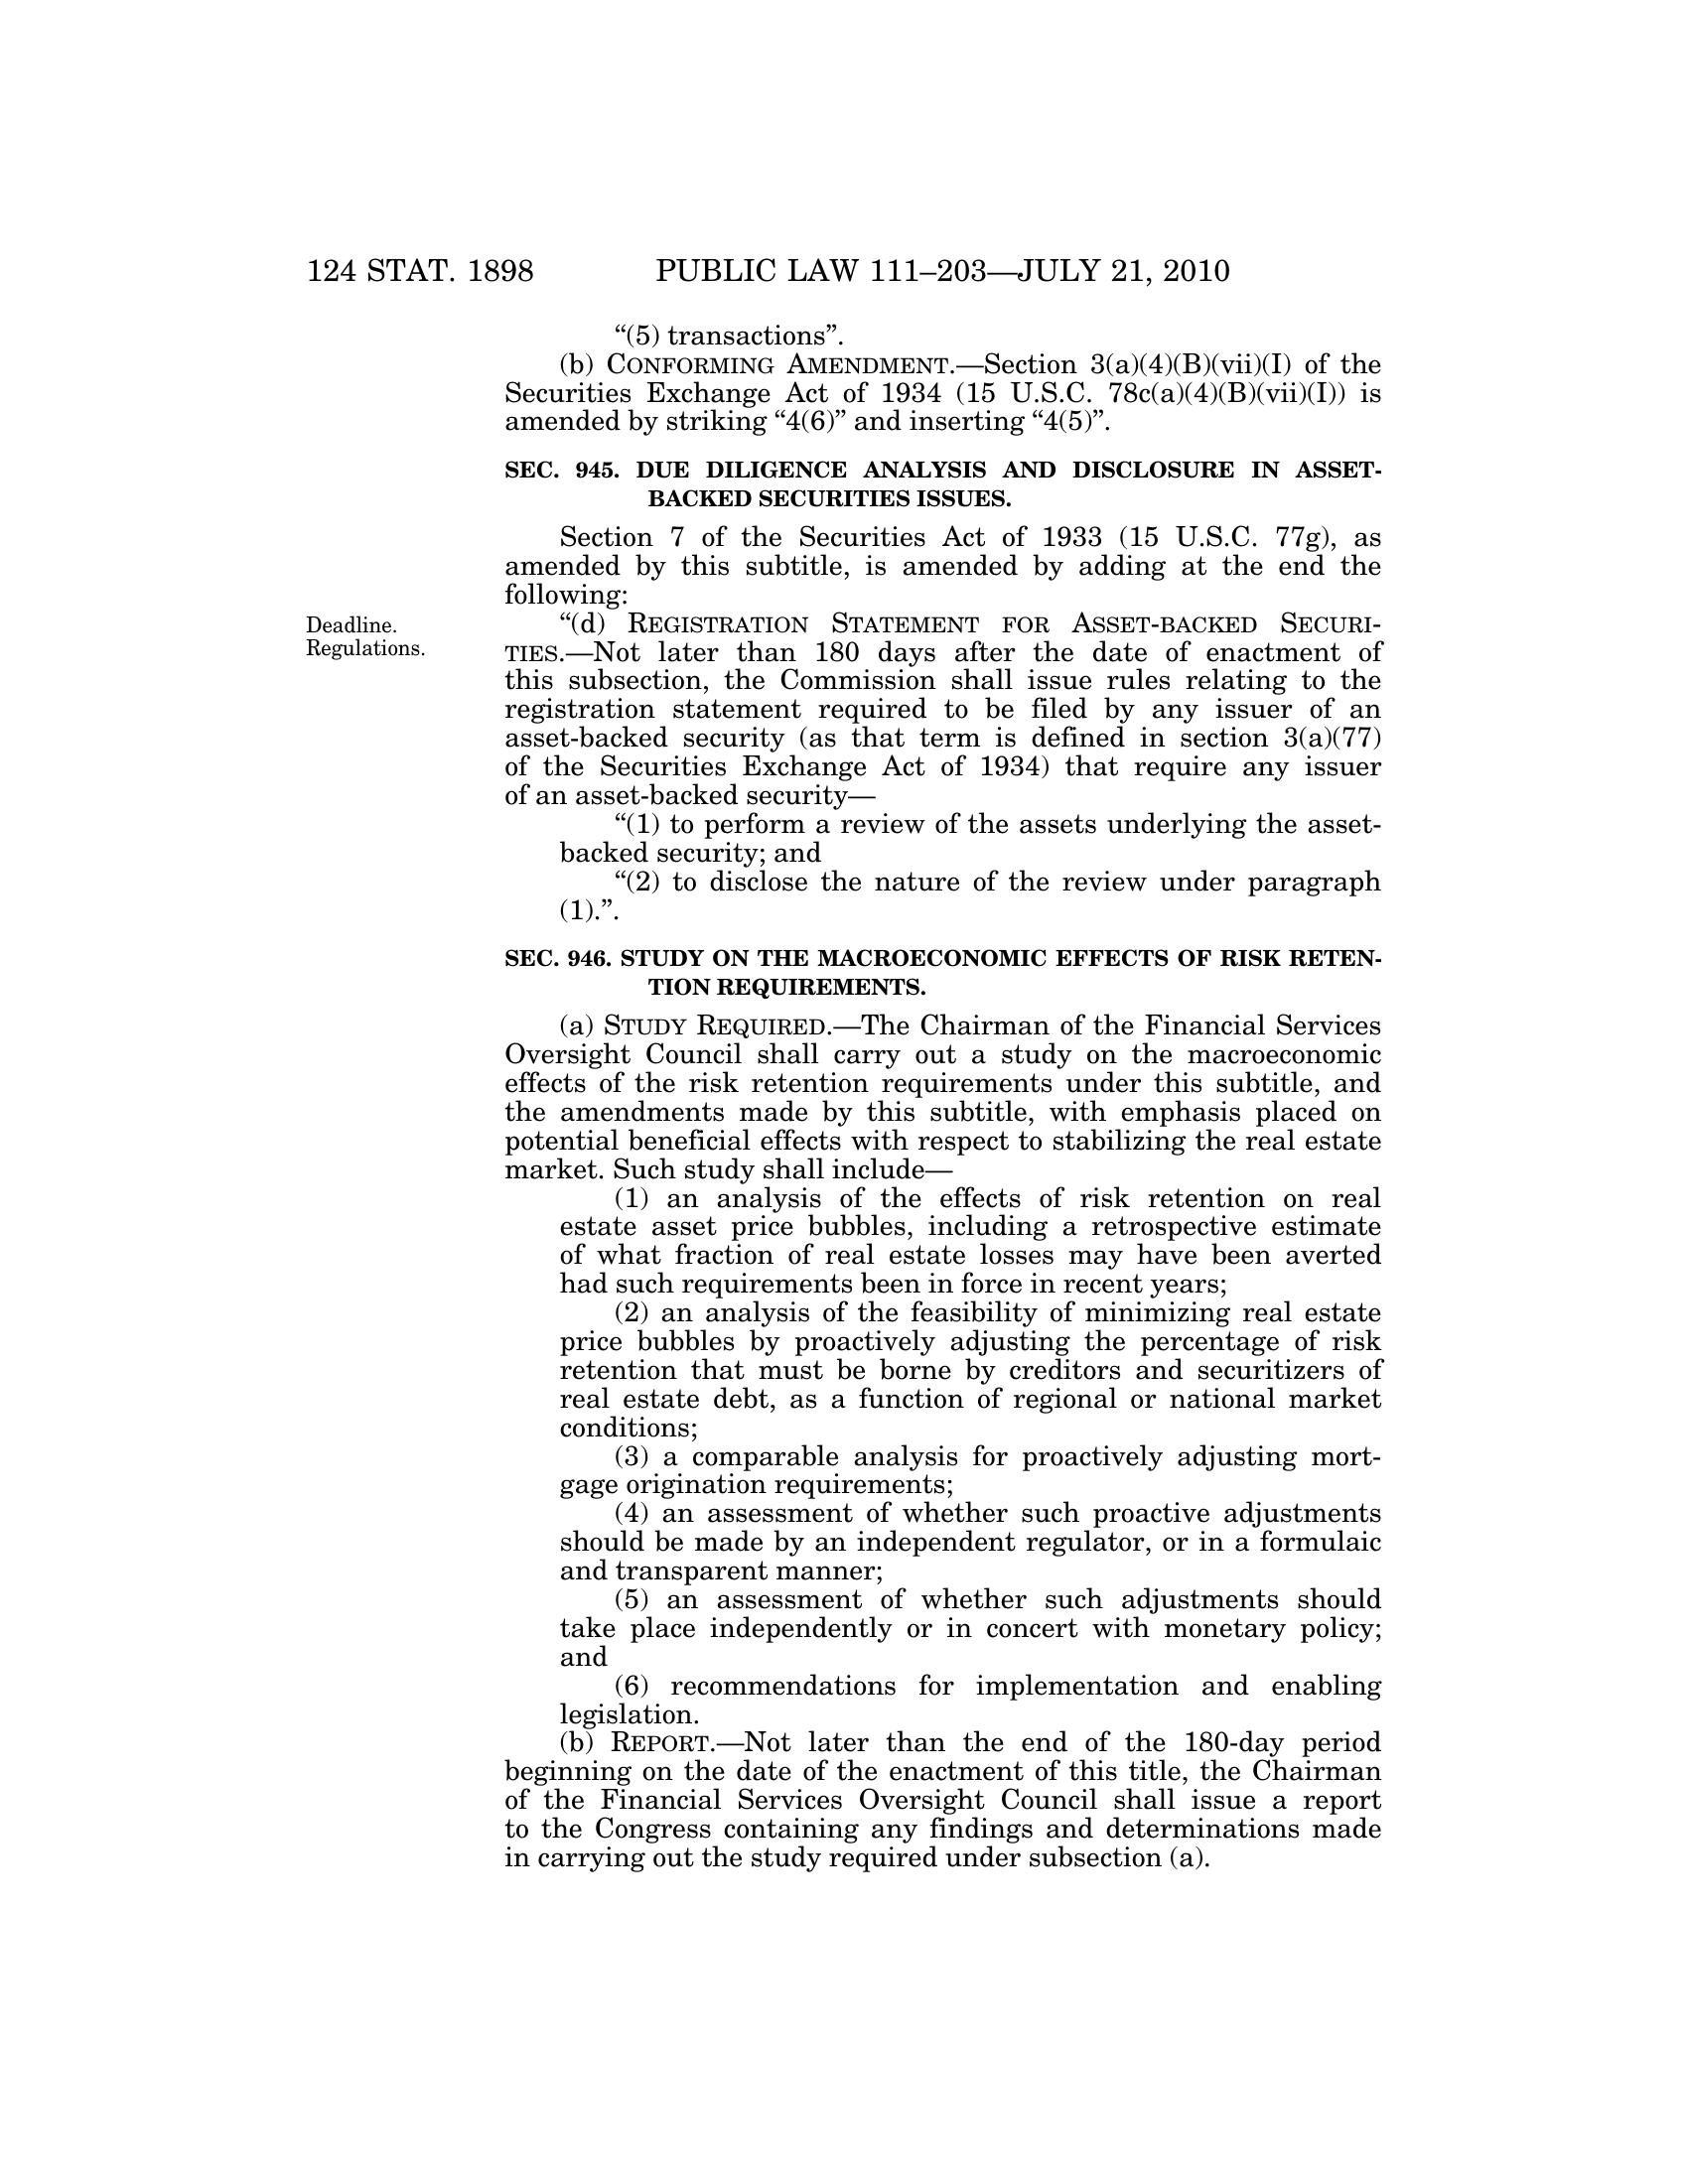 124 STAT. 1898 PUBLIC LAW 111–203—JULY 21, 2010
“(5) transactions”.
(b) CONFORMING AMENDMENT.—Section 3(a)(4)(B)(vii)(I) of the
Securities Exchange Act of 1934 (15 U.S.C. 78c(a)(4)(B)(vii)(I)) is
amended by striking “4(6)” and inserting “4(5)”.
SEC. 945. DUE DILIGENCE ANALYSIS AND DISCLOSURE IN ASSET-
BACKED SECURITIES ISSUES.
Section 7 of the Securities Act of 1933 (15 U.S.C. 77g), as
amended by this subtitle, is amended by adding at the end the
following:
Deadline.
Regulations.
“(d) REGISTRATION STATEMENT FOR ASSET-BACKED SECURI-
TIES.—Not later than 180 days after the date of enactment of
this subsection, the Commission shall issue rules relating to the
registration statement required to be filed by any issuer of an
asset-backed security (as that term is defined in section 3(a)(77)
of the Securities Exchange Act of 1934) that require any issuer
of an asset-backed security—
“(1) to perform a review of the assets underlying the asset-
backed security; and
“(2) to disclose the nature of the review under paragraph
(1).”.
SEC. 946. STUDY ON THE MACROECONOMIC EFFECTS OF RISK RETEN-
TION REQUIREMENTS.
(a) STUDY REQUIRED.—The Chairman of the Financial Services
Oversight Council shall carry out a study on the macroeconomic
effects of the risk retention requirements under this subtitle, and
the amendments made by this subtitle, with emphasis placed on
potential beneficial effects with respect to stabilizing the real estate
market. Such study shall include—
(1) an analysis of the effects of risk retention on real
estate asset price bubbles, including a retrospective estimate
of what fraction of real estate losses may have been averted
had such requirements been in force in recent years;
(2) an analysis of the feasibility of minimizing real estate
price bubbles by proactively adjusting the percentage of risk
retention that must be borne by creditors and securitizers of
real estate debt, as a function of regional or national market
conditions;
(3) a comparable analysis for proactively adjusting mort-
gage origination requirements;
(4) an assessment of whether such proactive adjustments
should be made by an independent regulator, or in a formulaic
and transparent manner;
(5) an assessment of whether such adjustments should
take place independently or in concert with monetary policy;
and
(6) recommendations for implementation and enabling
legislation.
(b) REPORT.—Not later than the end of the 180-day period
beginning on the date of the enactment of this title, the Chairman
of the Financial Services Oversight Council shall issue a report
to the Congress containing any findings and determinations made
in carrying out the study required under subsection (a).